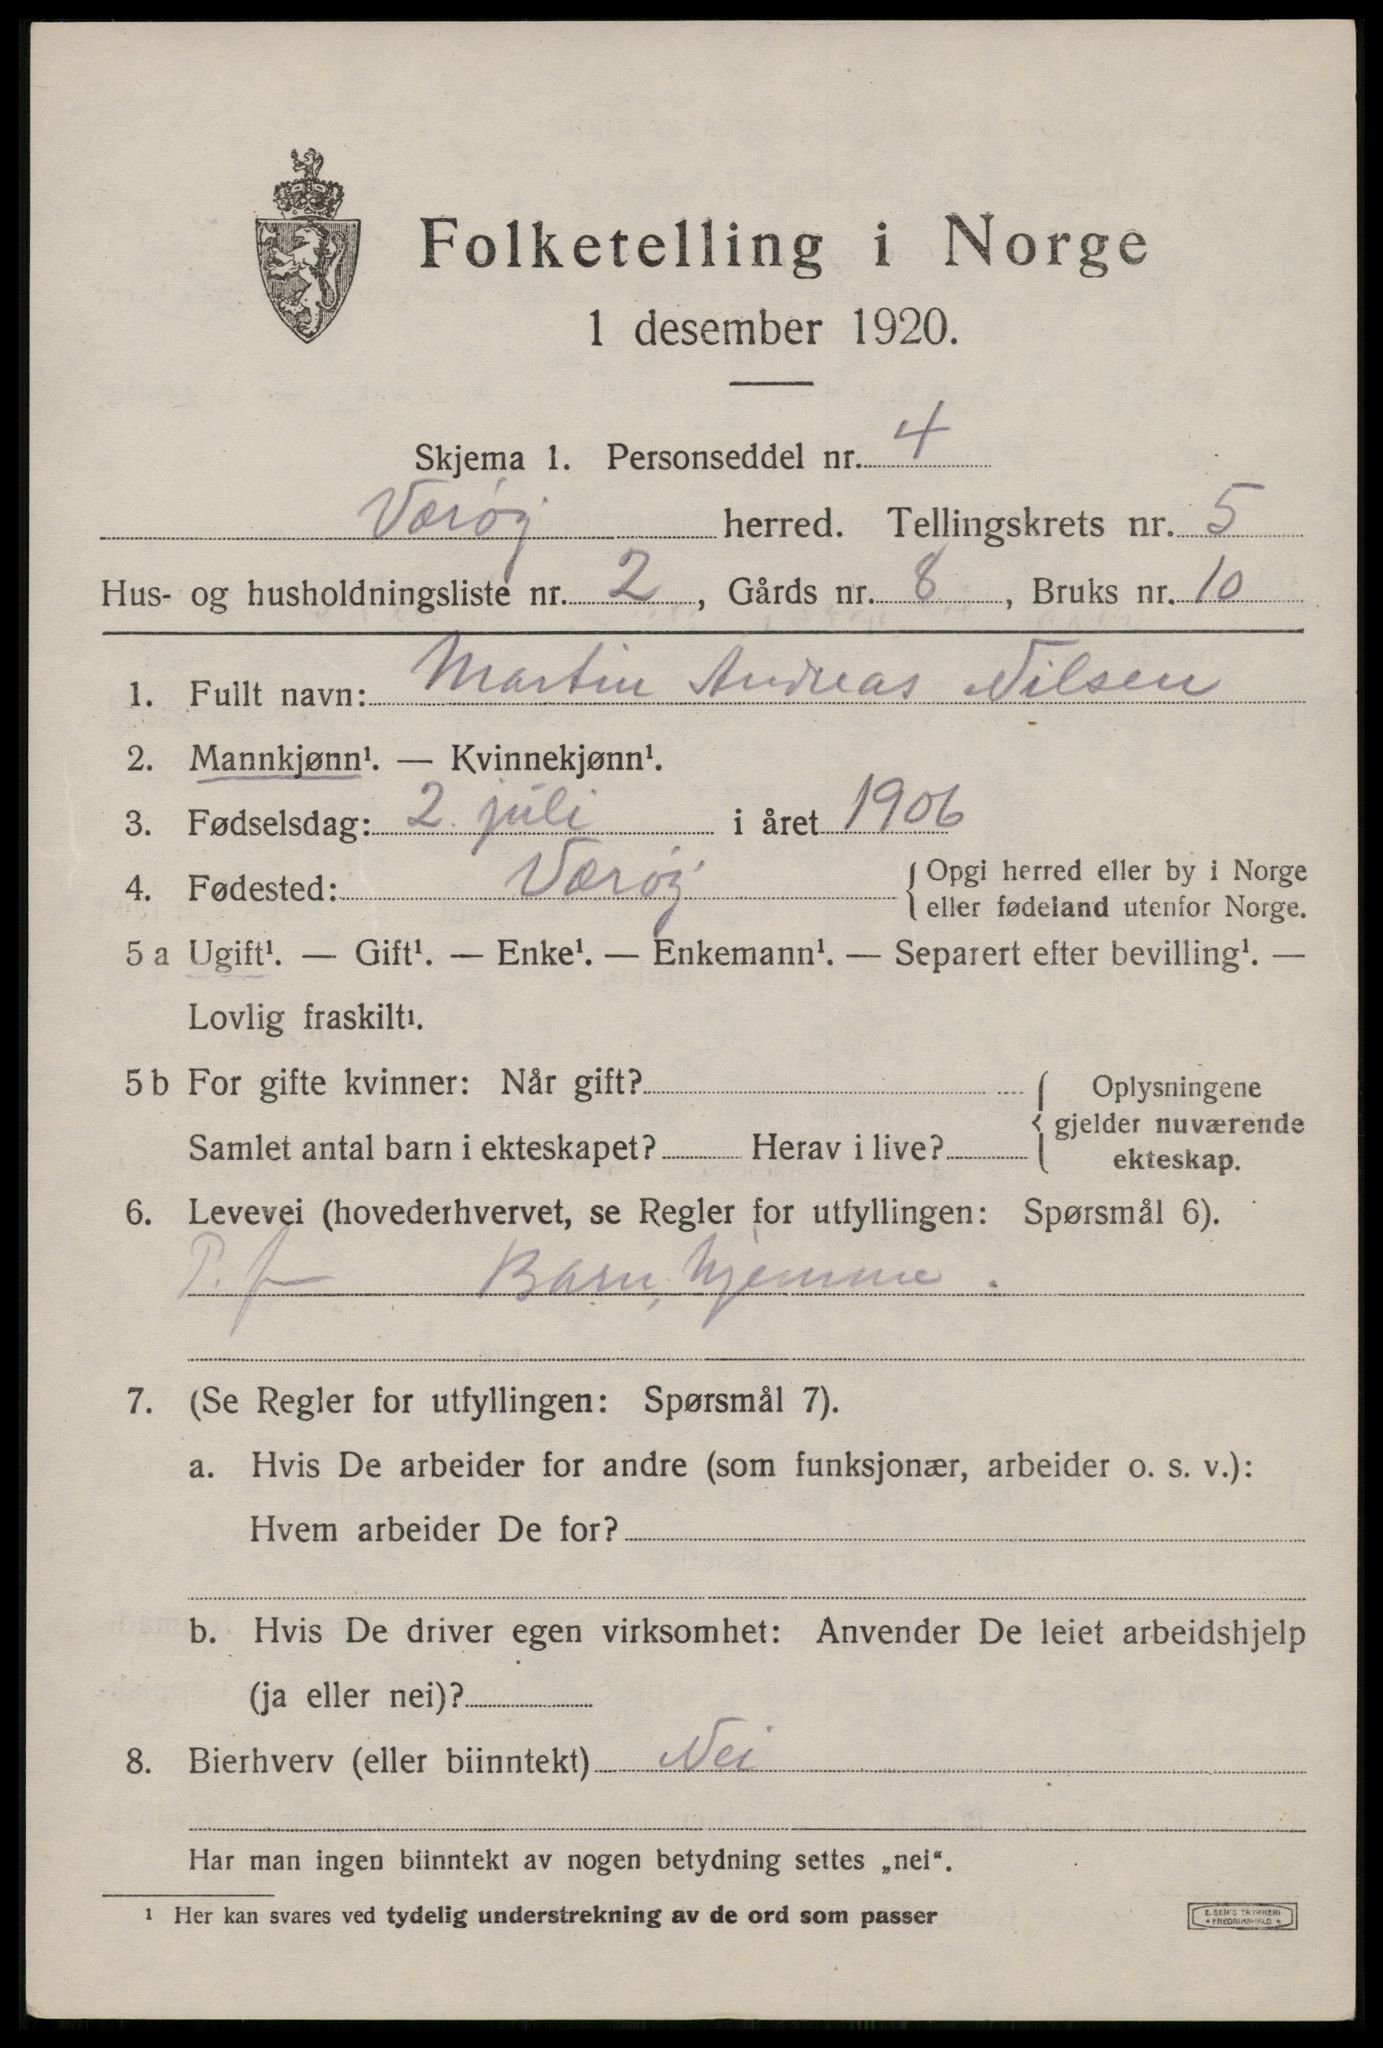 Folketelling i Norge
1 desember 1920.
Skjema 1. Personseddel nr. 4
Værøy herred. Tellingskrets nr. 5
Hus- og husholdningsliste nr. 2, Gårds nr. 8, Bruks nr. 10
1. Fullt navn: Martin Andreas Nilsen
2. Mannkjønn¹. — Kvinnekjønn¹.
3. Fødselsdag: 2. juli i året 1906
4. Fødested: Værøy { Opgi herred eller by i Norge
eller fødeland utenfor Norge.
5 a Ugift¹. — Gift¹. — Enke¹. — Enkemann¹. — Separert efter bevilling¹. —
Lovlig fraskilt¹.
5 b For gifte kvinner: Når gift? { Oplysningene
gjelder nuværende
Samlet antal barn i ekteskapet? Herav i live?
ekteskap.
6. Levevei (hovederhvervet, se Regler for utfyllingen: Spørsmål 6).
P. f Barn, hjemme.
7. (Se Regler for utfyllingen: Spørsmål 7).
a. Hvis De arbeider for andre (som funksjonær, arbeider o. s. v.):
Hvem arbeider De for?
b. Hvis De driver egen virksomhet: Anvender De leiet arbeidshjelp
(ja eller nei)?
8. Bierhverv (eller biinntekt) Nei
Har man ingen biinntekt av nogen betydning settes „nei“.
¹ Her kan svares ved tydelig understrekning av de ord som passer
E. SEM'S TRYKKERI
* FREDRIKSHALD *